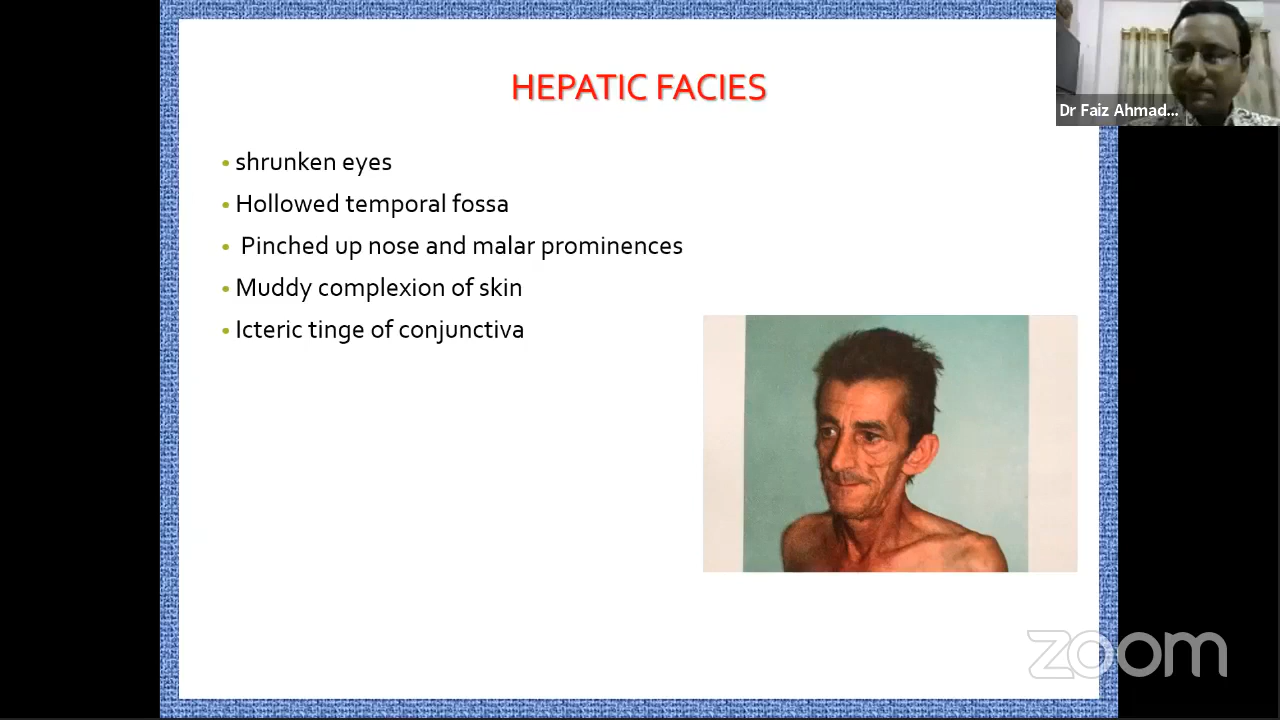 HEPATIC FACIES
Dr Faiz Ahmad...
• shrunken eyes
• Hollowed temporal fossa
• Pinched up nose and malar prominences
• Muddy complexion of skin
• Icteric tinge of conjunctiva
zoom